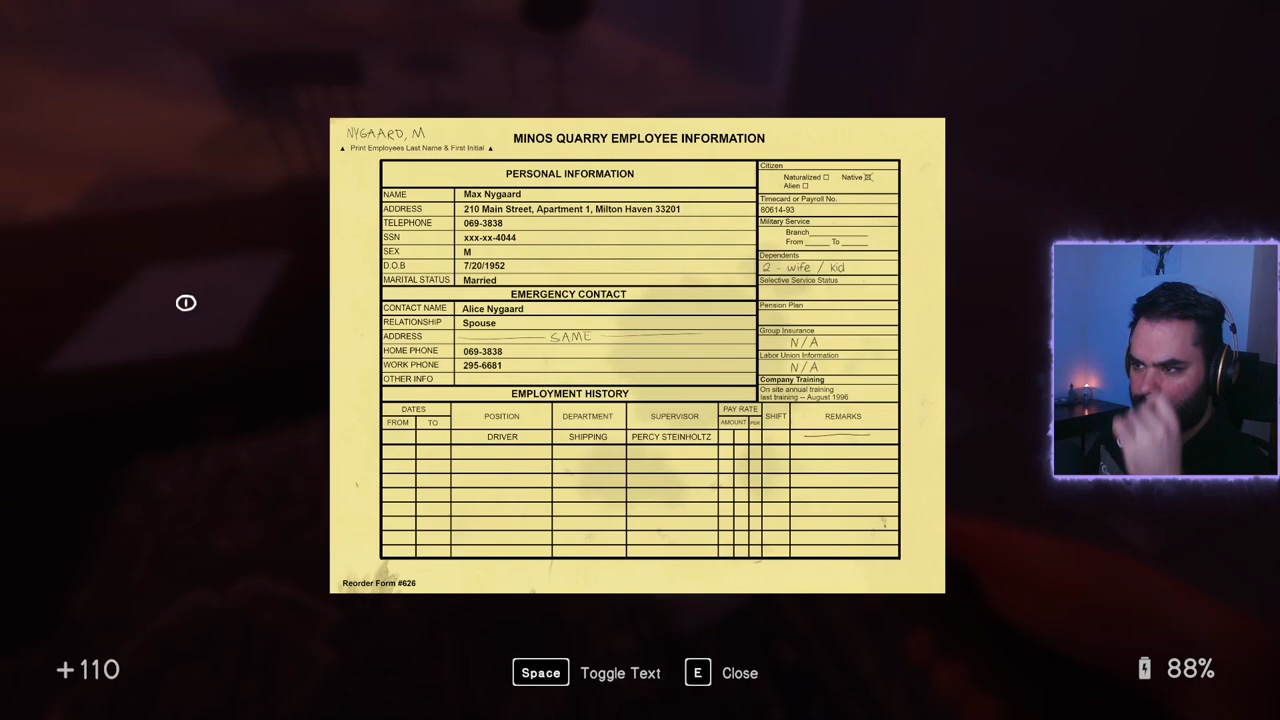 NYGAARD, M
▲ Print Employees Last Name & First Initial ▲
MINOS QUARRY EMPLOYEE INFORMATION
PERSONAL INFORMATION
NAME Max Nygaard
ADDRESS 210 Main Street, Apartment 1, Milton Haven 33201
TELEPHONE 069-3838
SSN xxx-xx-4044
SEX M
D.O.B 7/20/1952
MARITAL STATUS Married
EMERGENCY CONTACT
CONTACT NAME Alice Nygaard
RELATIONSHIP Spouse
ADDRESS SAME
HOME PHONE 069-3838
WORK PHONE 295-6681
OTHER INFO
Citizen
Naturalized ☐ Native ☒
Alien ☐
Timecard or Payroll No.
80614-93
Military Service
Branch
From To
Dependents
2 - wife / kid
Selective Service Status
Pension Plan
Group Insurance
N/A
Labor Union Information
N/A
Company Training
On site annual training
last training -- August 1996
EMPLOYMENT HISTORY
DATES POSITION DEPARTMENT SUPERVISOR PAY RATE SHIFT REMARKS
FROM TO AMOUNT PER
DRIVER SHIPPING PERCY STEINHOLTZ
Reorder Form #626
+110
Space Toggle Text E Close
88%